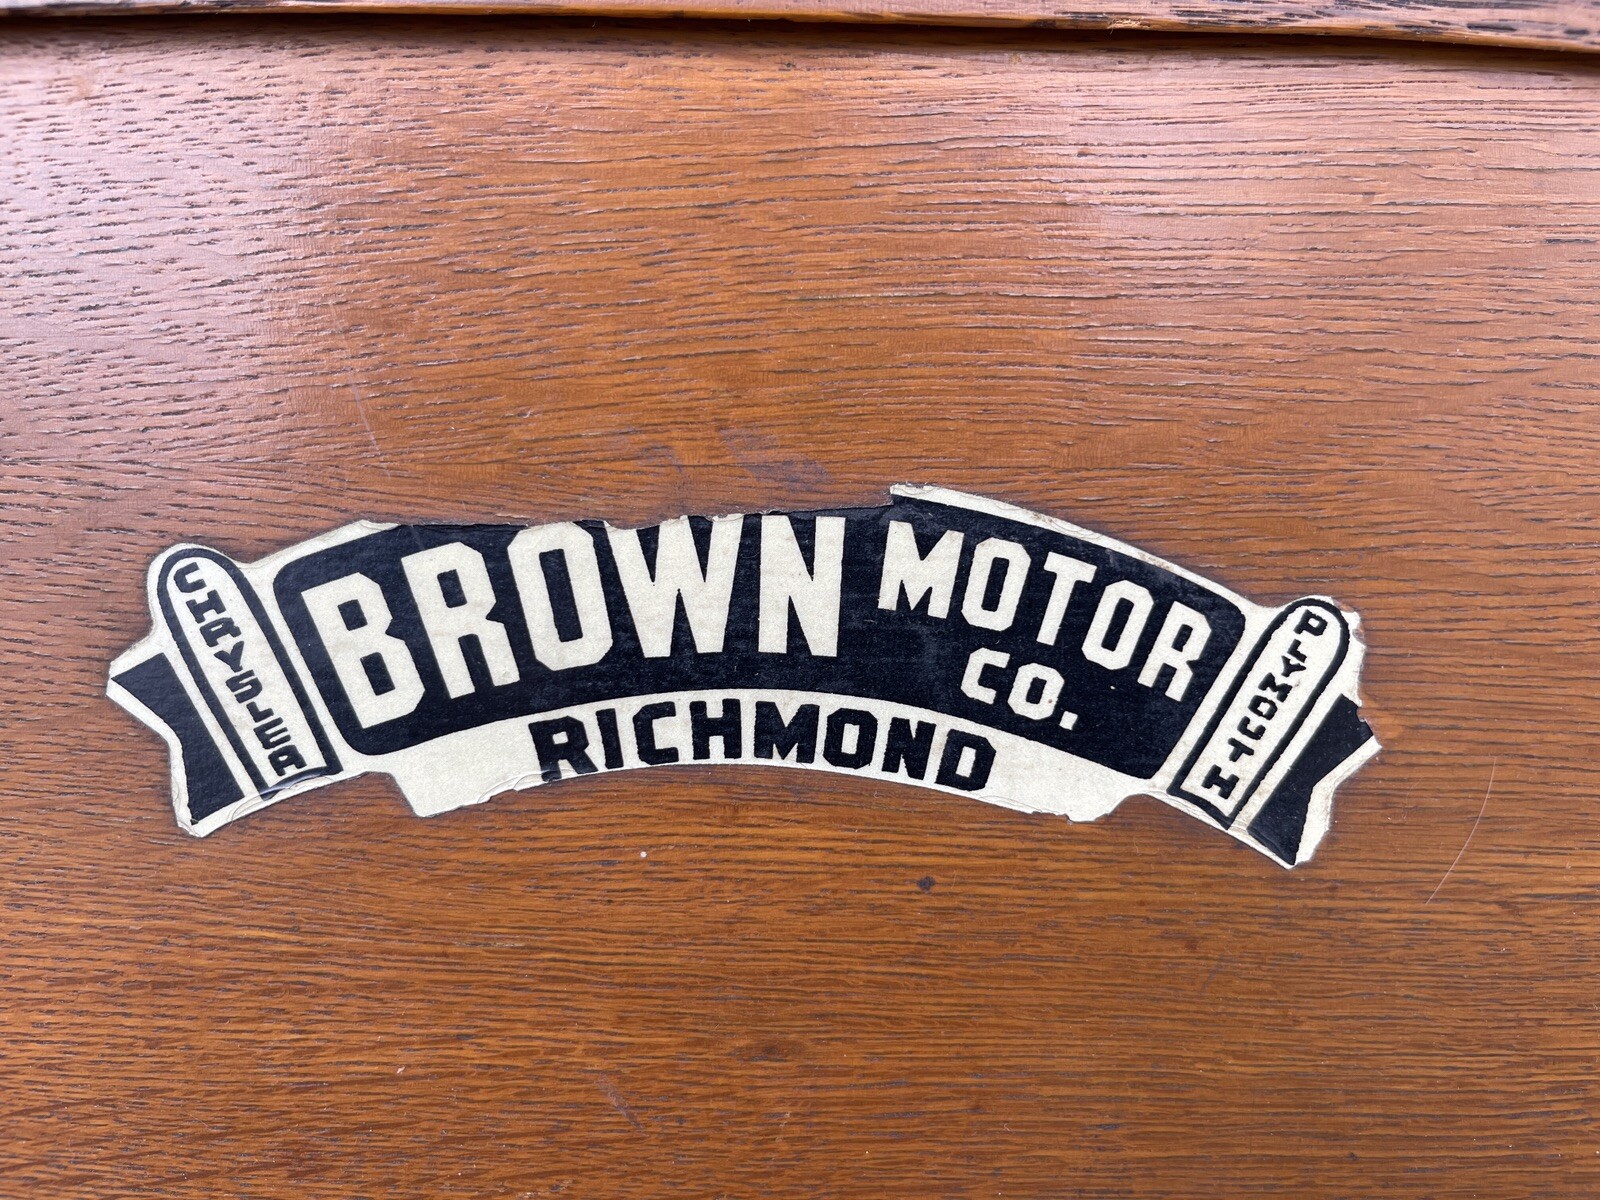 CHRYSLER
BROWN MOTOR CO.
RICHMOND
PLYMOUTH